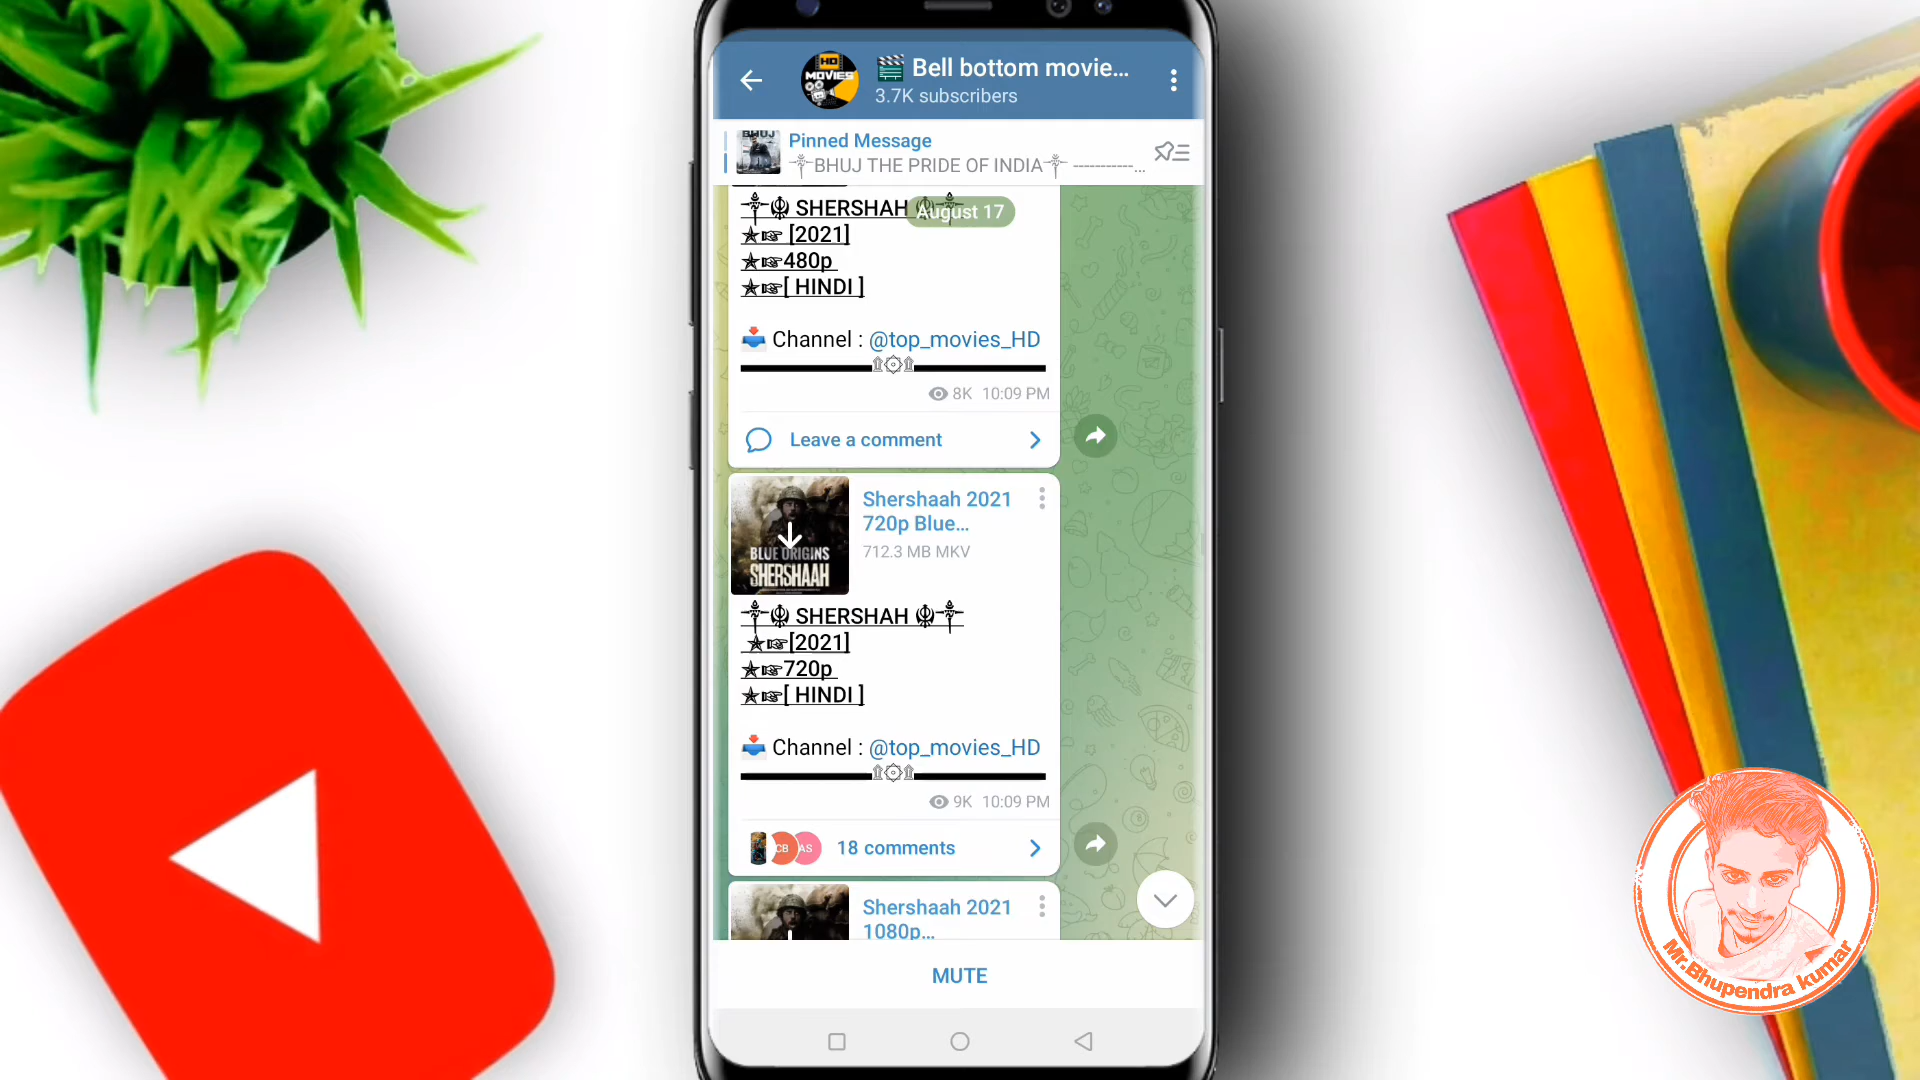 HD
MOVIES
🎬 Bell bottom movie...
3.7K subscribers
BHUJ
Pinned Message
BHUJ THE PRIDE OF INDIA -----------...
☬ SHERSHAH ☬
August 17
✯☞ [2021]
✯☞480p
✯☞[ HINDI ]
📥 Channel : @top_movies_HD
۩۞۩
8K 10:09 PM
Leave a comment
Shershaah 2021
720p Blue...
712.3 MB MKV
BLUE ORIGINS
SHERSHAAH
☬ SHERSHAH ☬
✯☞[2021]
✯☞720p
✯☞[ HINDI ]
📥 Channel : @top_movies_HD
۩۞۩
9K 10:09 PM
CB AS 18 comments
Shershaah 2021
1080p...
MUTE
Mr.Bhupendra kumar